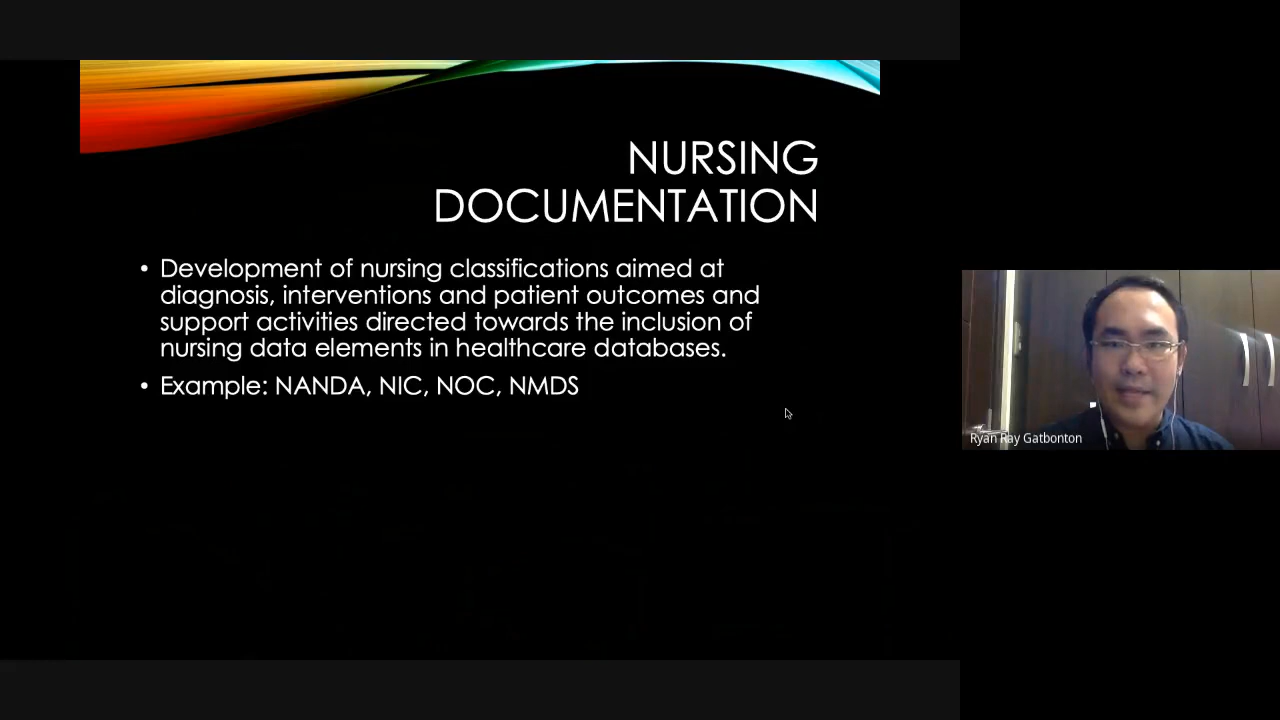 NURSING
DOCUMENTATION
• Development of nursing classifications aimed at
diagnosis, interventions and patient outcomes and
support activities directed towards the inclusion of
nursing data elements in healthcare databases.
• Example: NANDA, NIC, NOC, NMDS
Ryan Ray Gatbonton